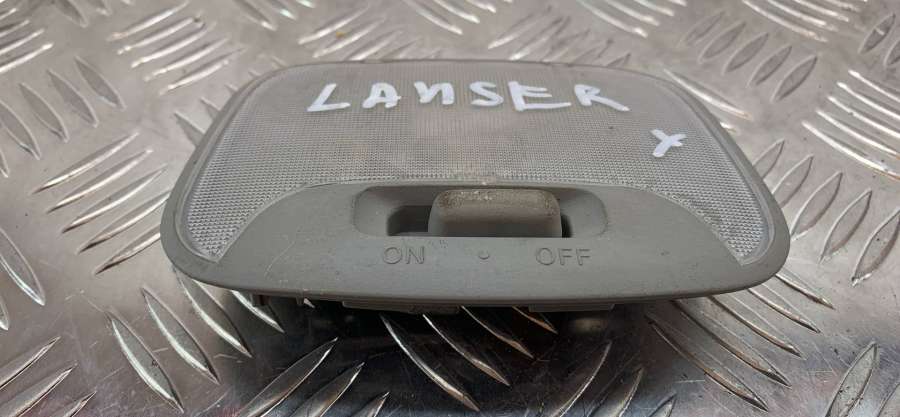 LANSER
X
ON • OFF